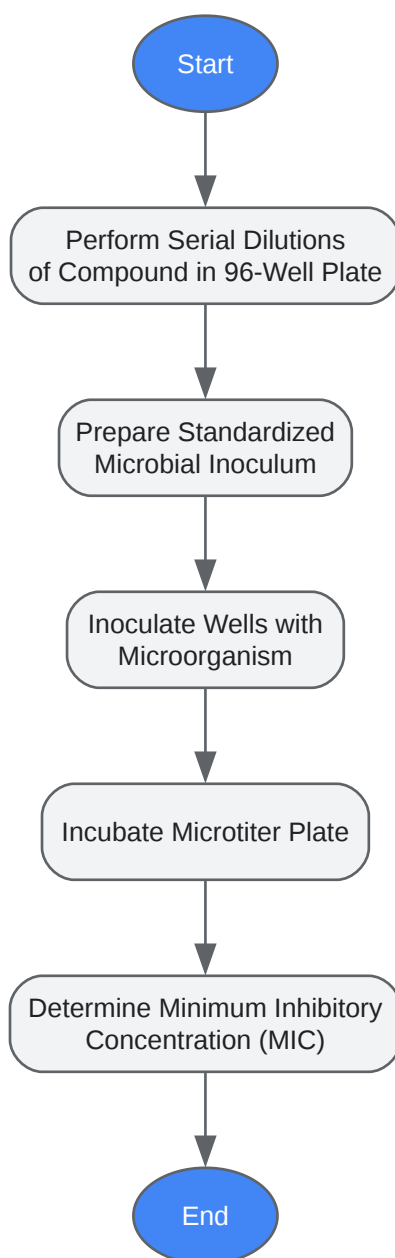 Start
Perform Serial Dilutions
of Compound in 96-Well Plate
Prepare Standardized
Microbial Inoculum
Inoculate Wells with
Microorganism
Incubate Microtiter Plate
Determine Minimum Inhibitory
Concentration (MIC)
End